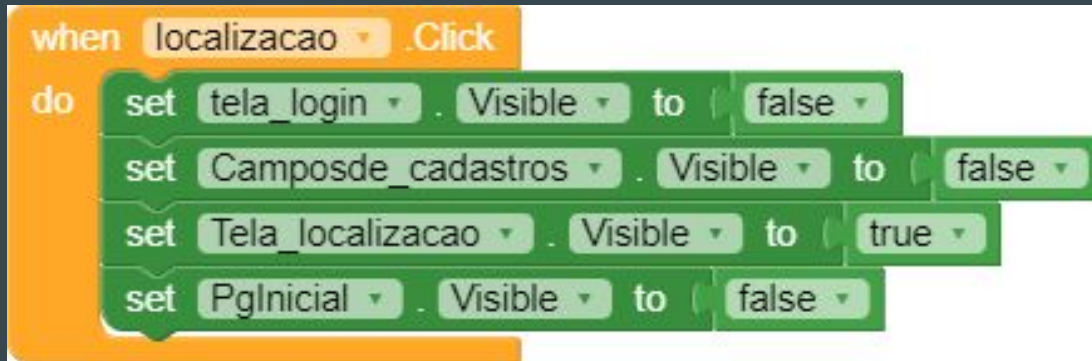 when localizacao .Click
do set tela_login . Visible to false
set Camposde_cadastros . Visible to false
set Tela_localizacao . Visible to true
set PgInicial . Visible to false